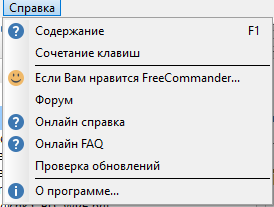 Справка
Содержание F1
Сочетание клавиш
Если Вам нравится FreeCommander...
Форум
Онлайн справка
Онлайн FAQ
Проверка обновлений
О программе...